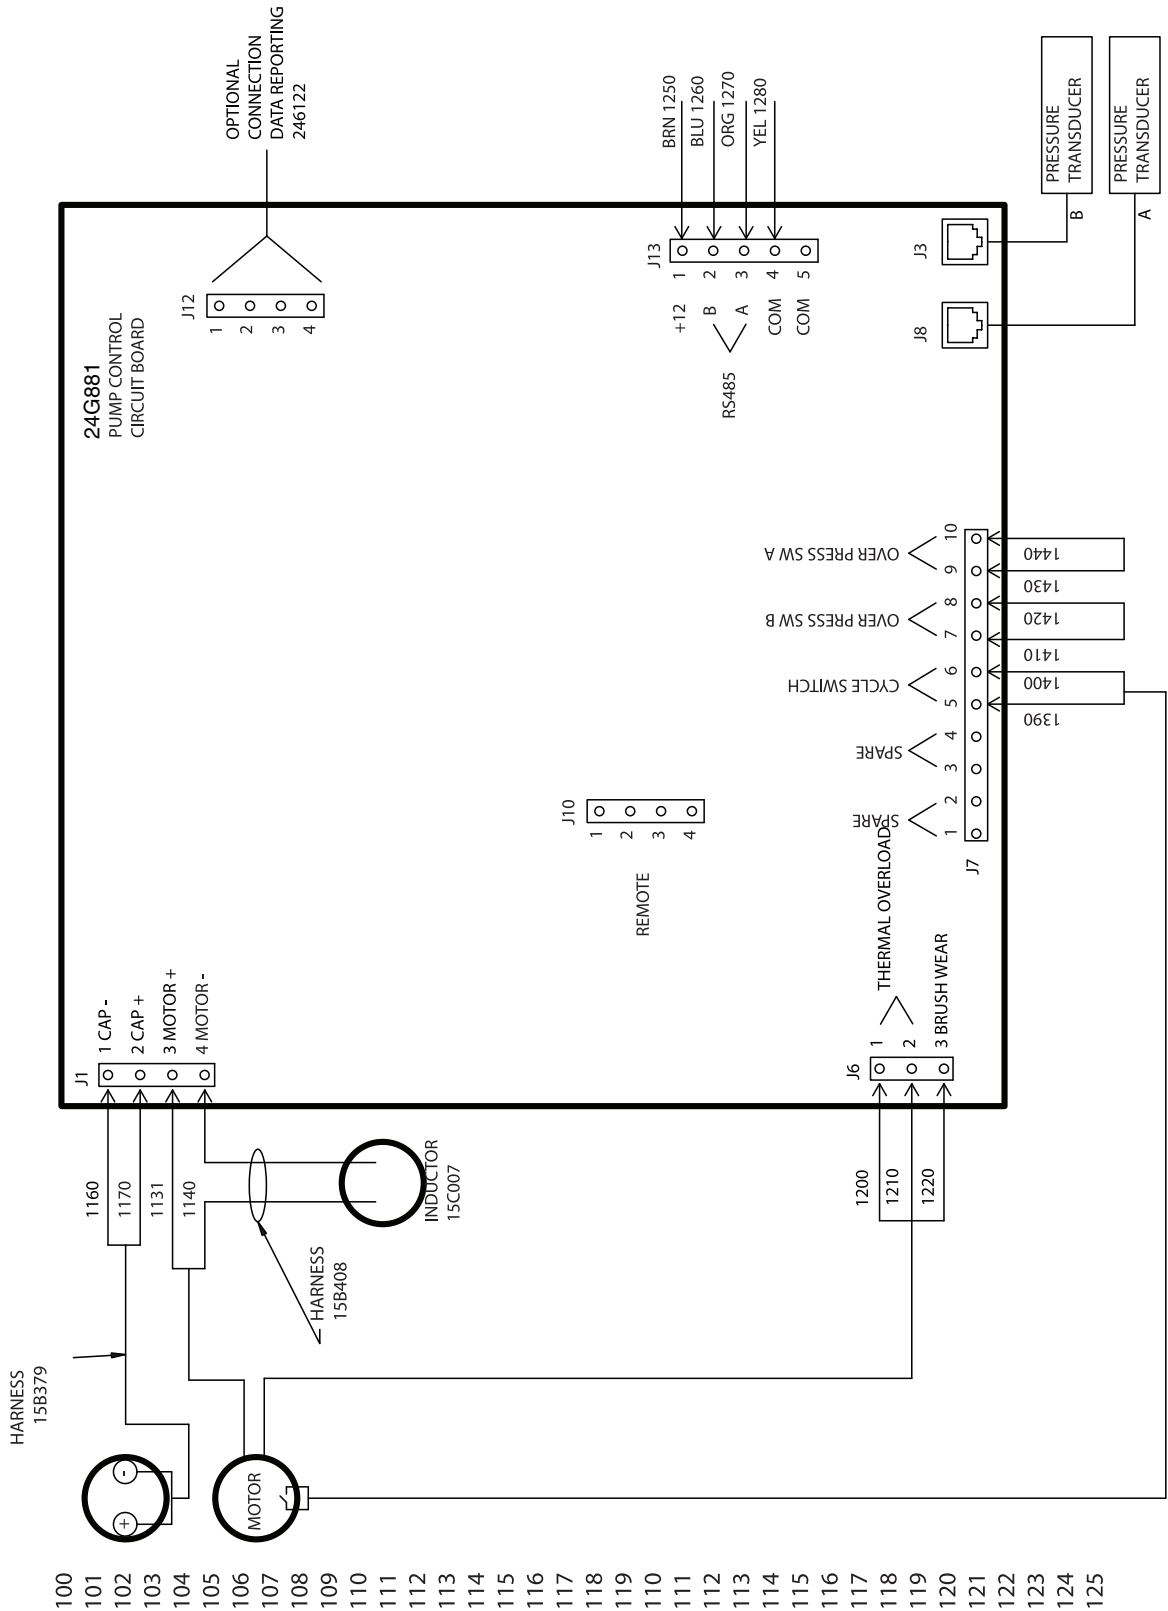 OPTIONAL
CONNECTION
DATA REPORTING
246122
24G881
PUMP CONTROL
CIRCUIT BOARD
J12
1
2
3
4
BRN 1250
BLU 1260
ORG 1270
YEL 1280
J13
1
2
3
4
5
+12
B
A
COM
COM
RS485
PRESSURE
TRANSDUCER
B
PRESSURE
TRANSDUCER
A
J3
J8
OVER PRESS SW A
OVER PRESS SW B
CYCLE SWITCH
SPARE
SPARE
10
9
8
7
6
5
4
3
2
1
J7
1440
1430
1420
1410
1400
1390
J10
1
2
3
4
REMOTE
THERMAL OVERLOAD
J6
1
2
3 BRUSH WEAR
1200
1210
1220
J1
1 CAP -
2 CAP +
3 MOTOR +
4 MOTOR -
1160
1170
1131
1140
INDUCTOR
15C007
HARNESS
15B408
HARNESS
15B379
-
+
MOTOR
100
101
102
103
104
105
106
107
108
109
110
111
112
113
114
115
116
117
118
119
110
111
112
113
114
115
116
117
118
119
120
121
122
123
124
125